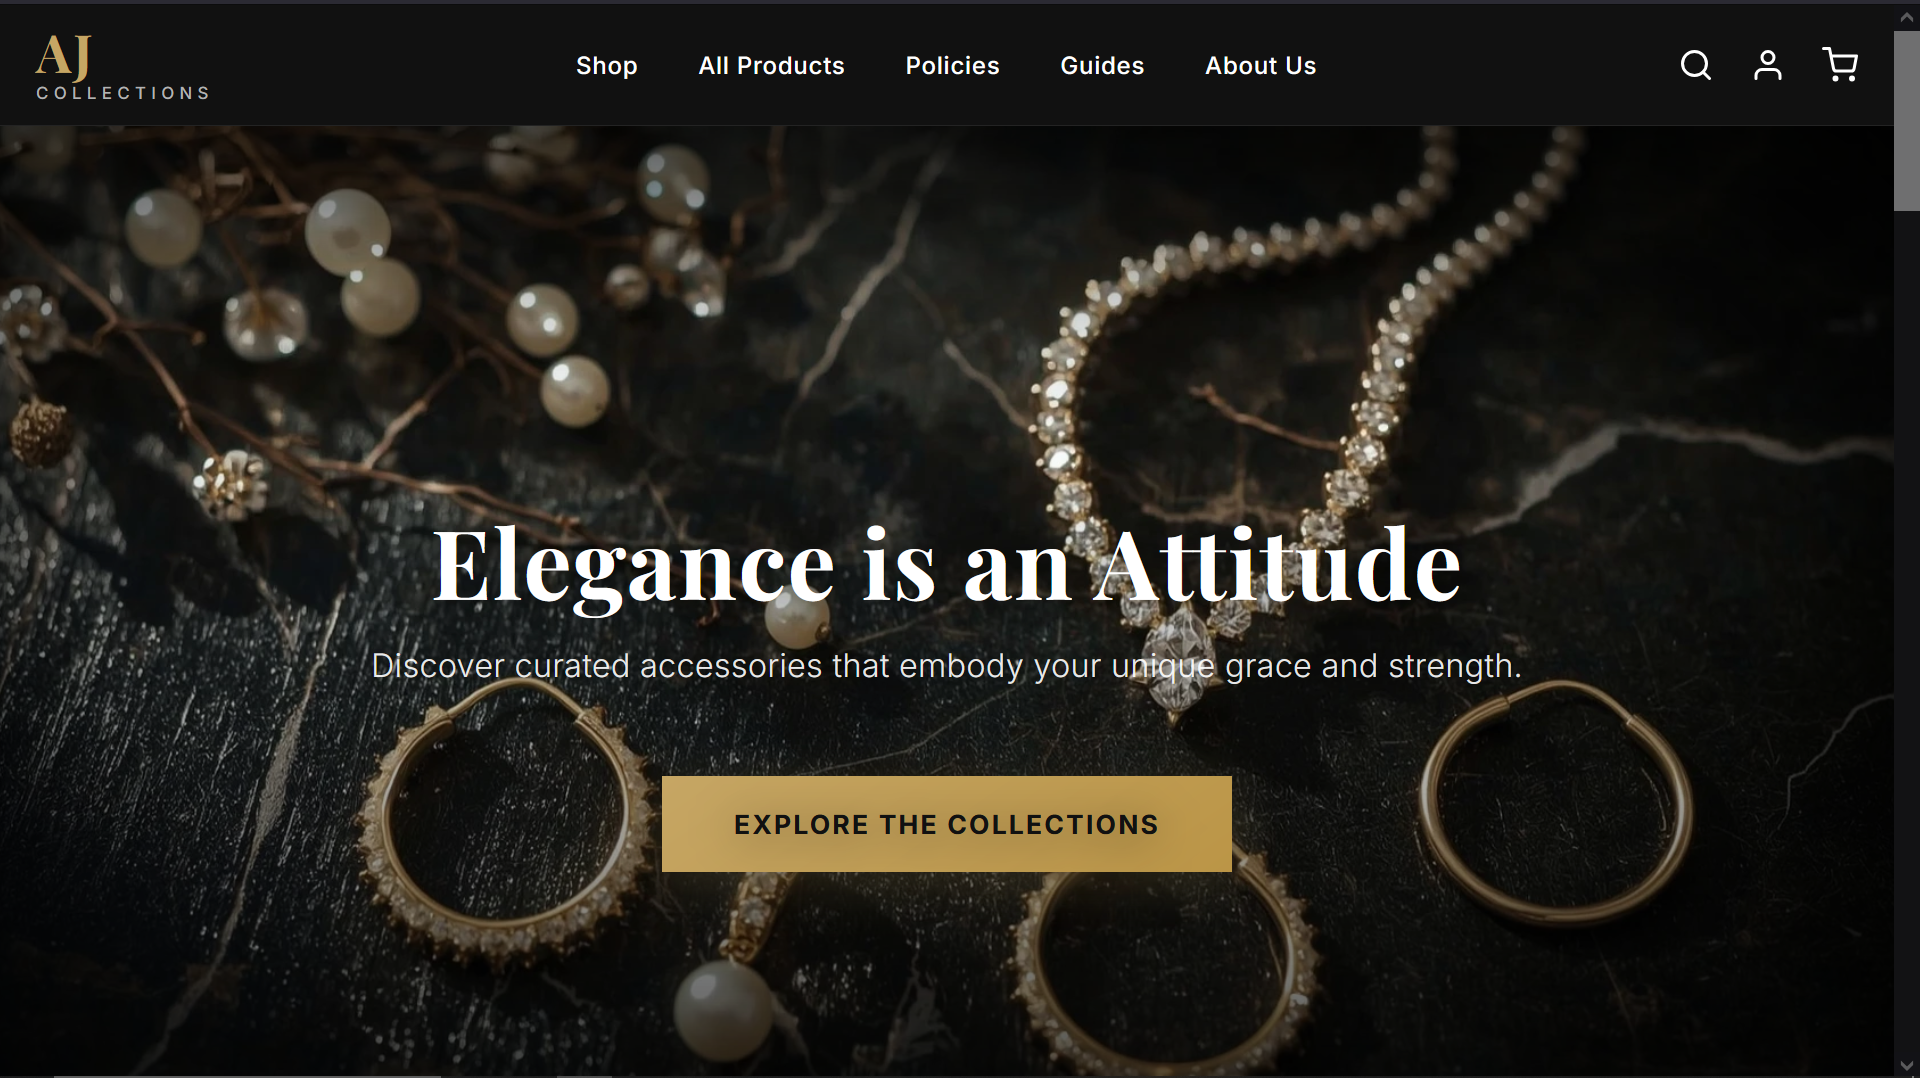 AJ
COLLECTIONS
Shop
All Products
Policies
Guides
About Us
Elegance is an Attitude
Discover curated accessories that embody your unique grace and strength.
EXPLORE THE COLLECTIONS